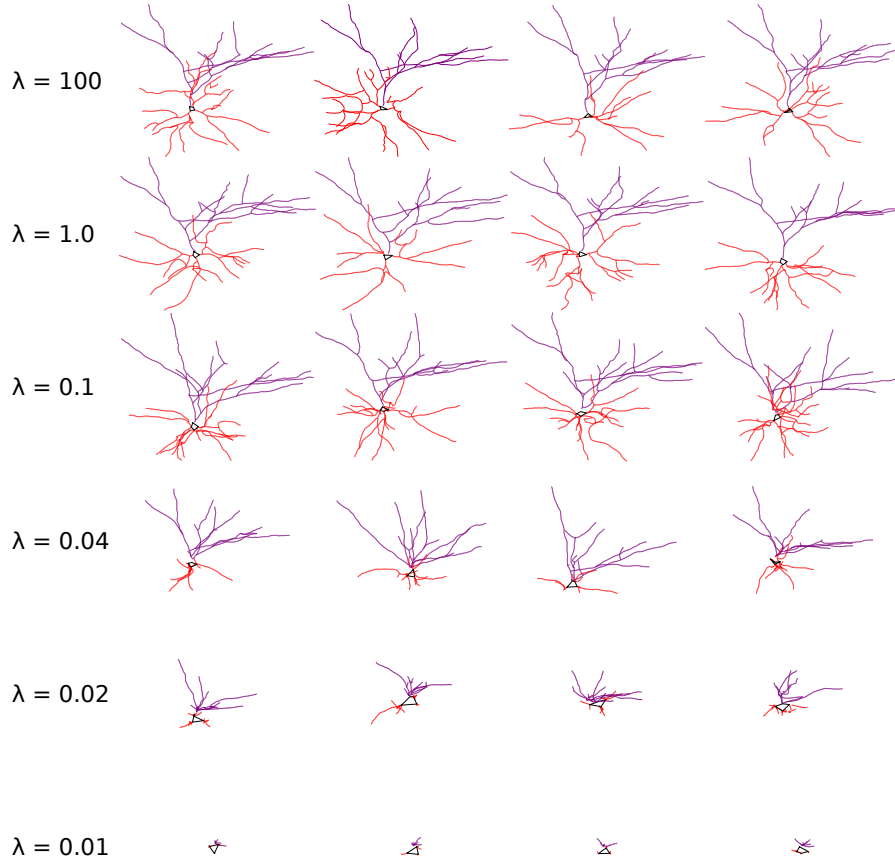 λ = 100
λ = 1.0
λ = 0.1
λ = 0.04
λ = 0.02
λ = 0.01